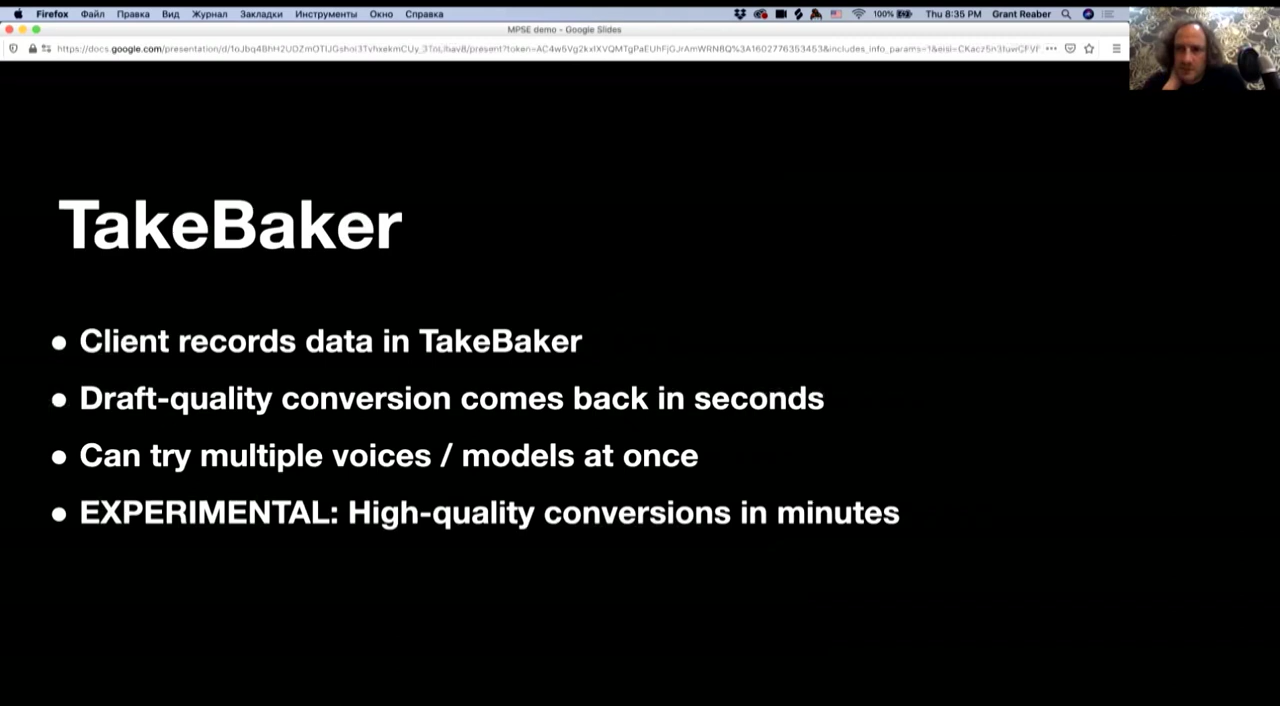 Firefox Файл Правка Вид Журнал Закладки Инструменты Окно Справка 100% Thu 8:35 PM Grant Reaber
MPSE demo - Google Slides
TakeBaker
● Client records data in TakeBaker
● Draft-quality conversion comes back in seconds
● Can try multiple voices / models at once
● EXPERIMENTAL: High-quality conversions in minutes